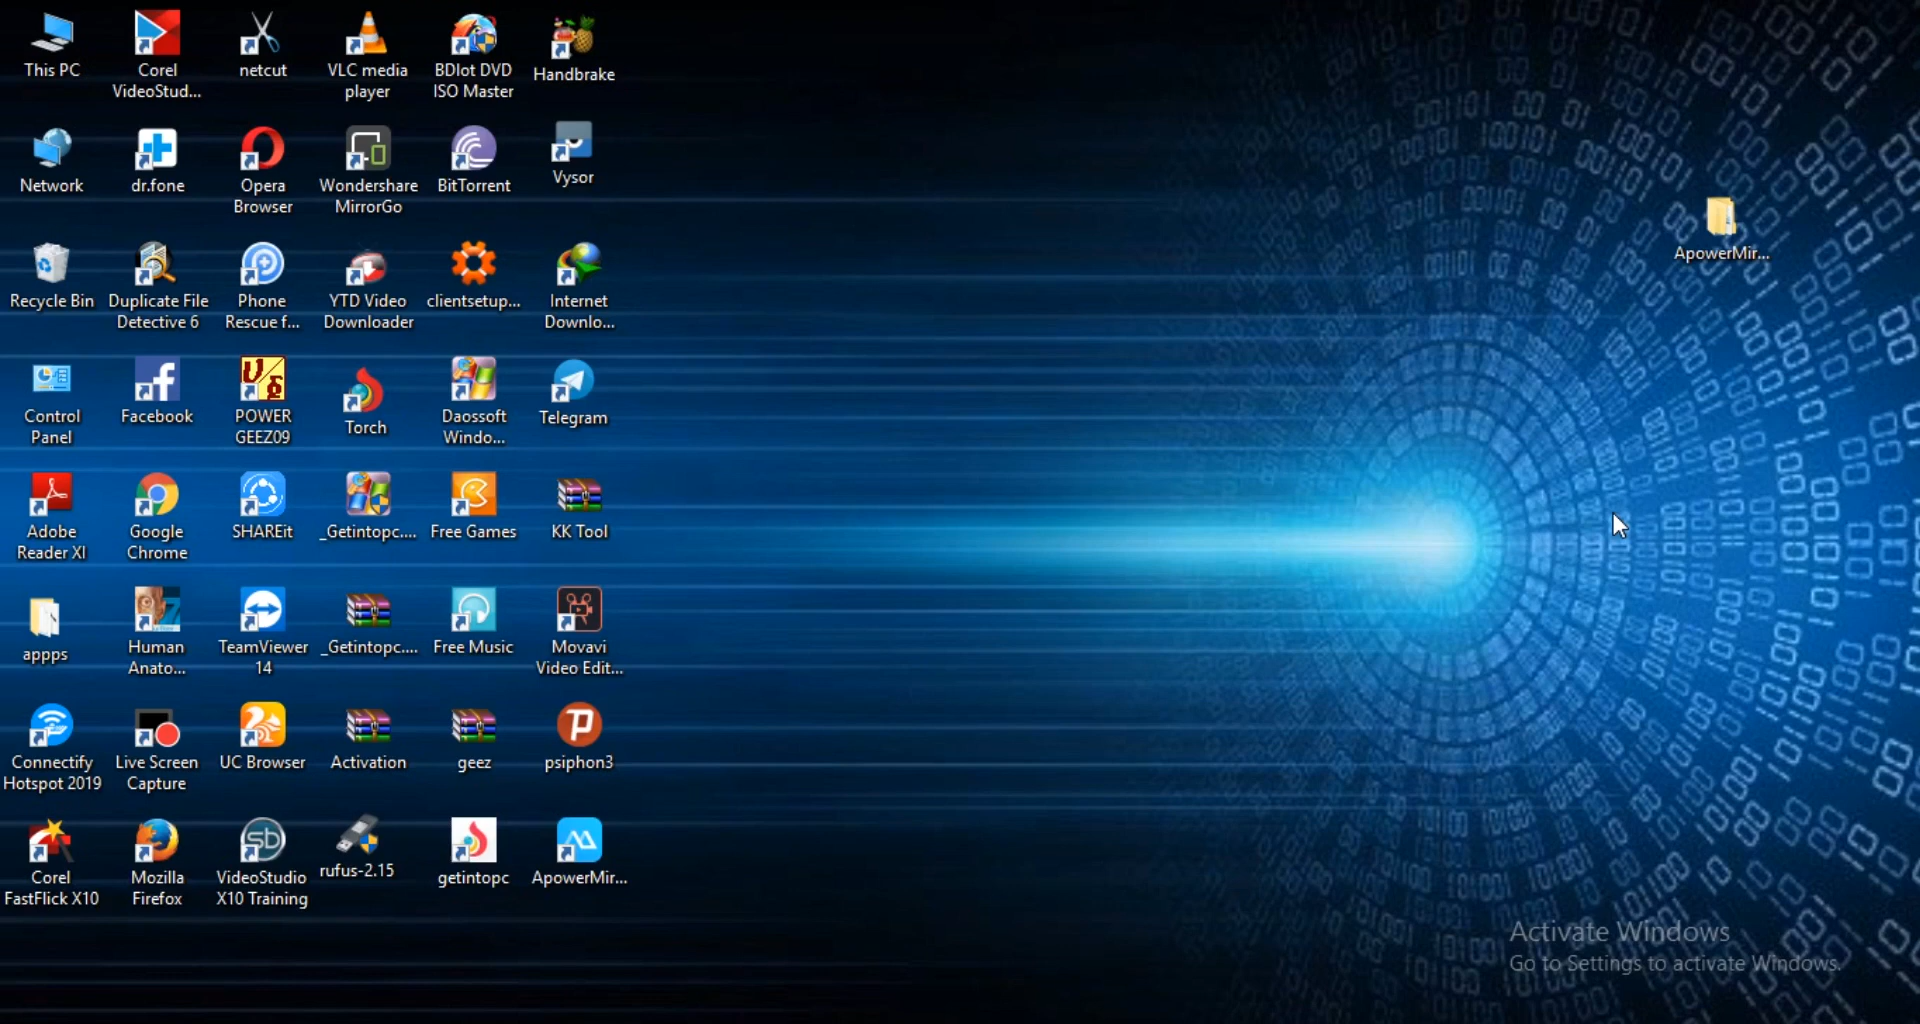 This PC
Corel
VideoStud...
netcut
VLC media
player
BDlot DVD
ISO Master
Handbrake
Network
dr.fone
Opera
Browser
Wondershare
MirrorGo
BitTorrent
Vysor
Recycle Bin
Duplicate File
Detective 6
Phone
Rescue f...
YTD Video
Downloader
clientsetup...
Internet
Downlo...
ApowerMir...
Control
Panel
Facebook
POWER
GEEZ09
Torch
Daossoft
Windo...
Telegram
Adobe
Reader XI
Google
Chrome
SHAREit
_Getintopc....
Free Games
KK Tool
appps
Human
Anato...
TeamViewer
14
_Getintopc....
Free Music
Movavi
Video Edit...
Connectify
Hotspot 2019
Live Screen
Capture
UC Browser
Activation
geez
psiphon3
Corel
FastFlick X10
Mozilla
Firefox
VideoStudio
X10 Training
rufus-2.15
getintopc
ApowerMir...
Activate Windows
Go to Settings to activate Windows.